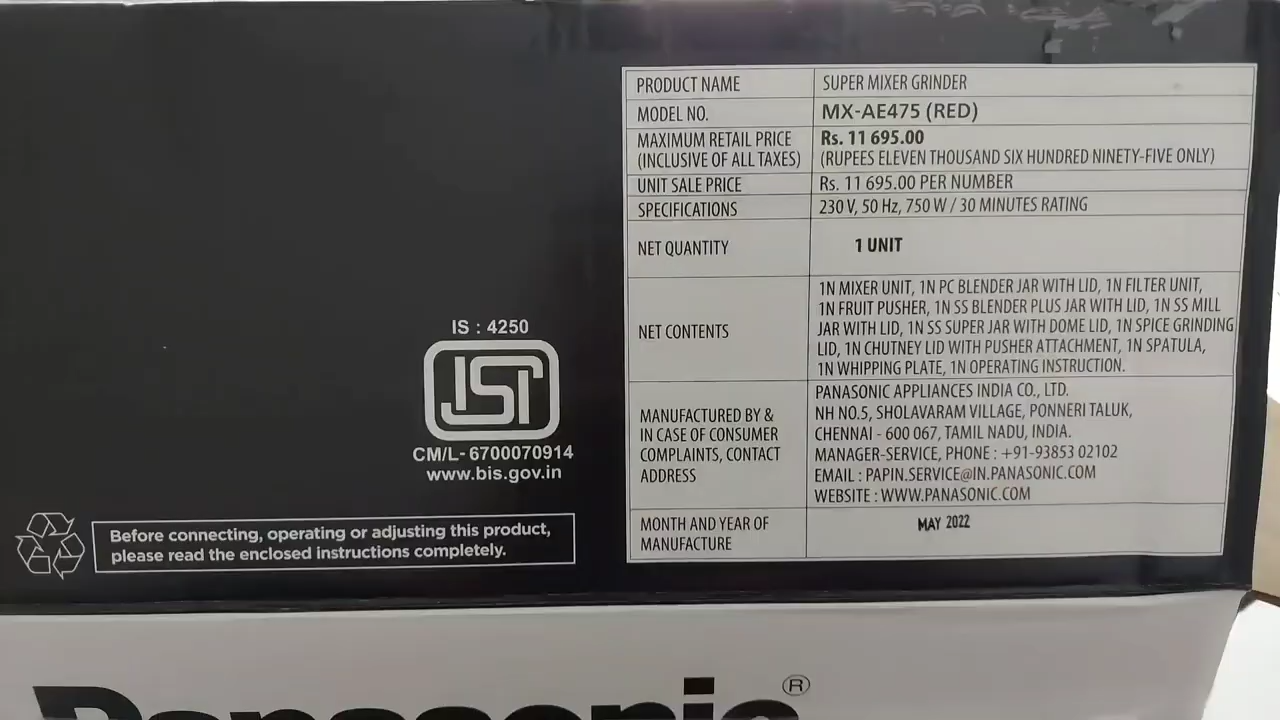 PRODUCT NAME SUPER MIXER GRINDER
MODEL NO. MX-AE475 (RED)
MAXIMUM RETAIL PRICE Rs. 11 695.00
(INCLUSIVE OF ALL TAXES) (RUPEES ELEVEN THOUSAND SIX HUNDRED NINETY-FIVE ONLY)
UNIT SALE PRICE Rs. 11 695.00 PER NUMBER
SPECIFICATIONS 230 V, 50 Hz, 750 W / 30 MINUTES RATING
NET QUANTITY 1 UNIT
NET CONTENTS
1N MIXER UNIT, 1N PC BLENDER JAR WITH LID, 1N FILTER UNIT,
1N FRUIT PUSHER, 1N SS BLENDER PLUS JAR WITH LID, 1N SS MILL
JAR WITH LID, 1N SS SUPER JAR WITH DOME LID, 1N SPICE GRINDING
LID, 1N CHUTNEY LID WITH PUSHER ATTACHMENT, 1N SPATULA,
1N WHIPPING PLATE, 1N OPERATING INSTRUCTION.
MANUFACTURED BY &
IN CASE OF CONSUMER
COMPLAINTS, CONTACT
ADDRESS
PANASONIC APPLIANCES INDIA CO., LTD.
NH NO.5, SHOLAVARAM VILLAGE, PONNERI TALUK,
CHENNAI - 600 067, TAMIL NADU, INDIA.
MANAGER-SERVICE, PHONE : +91-93853 02102
EMAIL : PAPIN.SERVICE@IN.PANASONIC.COM
WEBSITE : WWW.PANASONIC.COM
MONTH AND YEAR OF
MANUFACTURE
MAY 2022
IS : 4250
ISI
CM/L- 6700070914
www.bis.gov.in
Before connecting, operating or adjusting this product,
please read the enclosed instructions completely.
Panasonic®